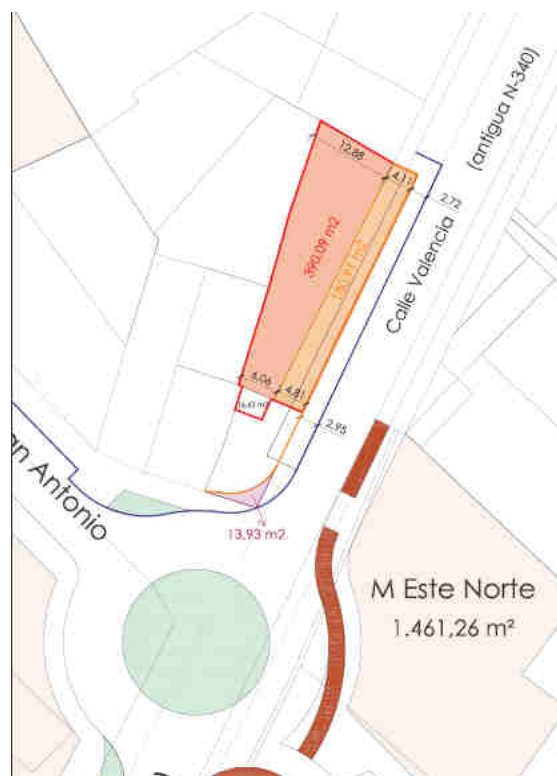 (antigua N-340)
12.88
4.11
2.72
390.09 m2
Calle Valencia
6.06
4.81
2.95
an Antonio
13,93 m2
M Este Norte
1.461,26 m²